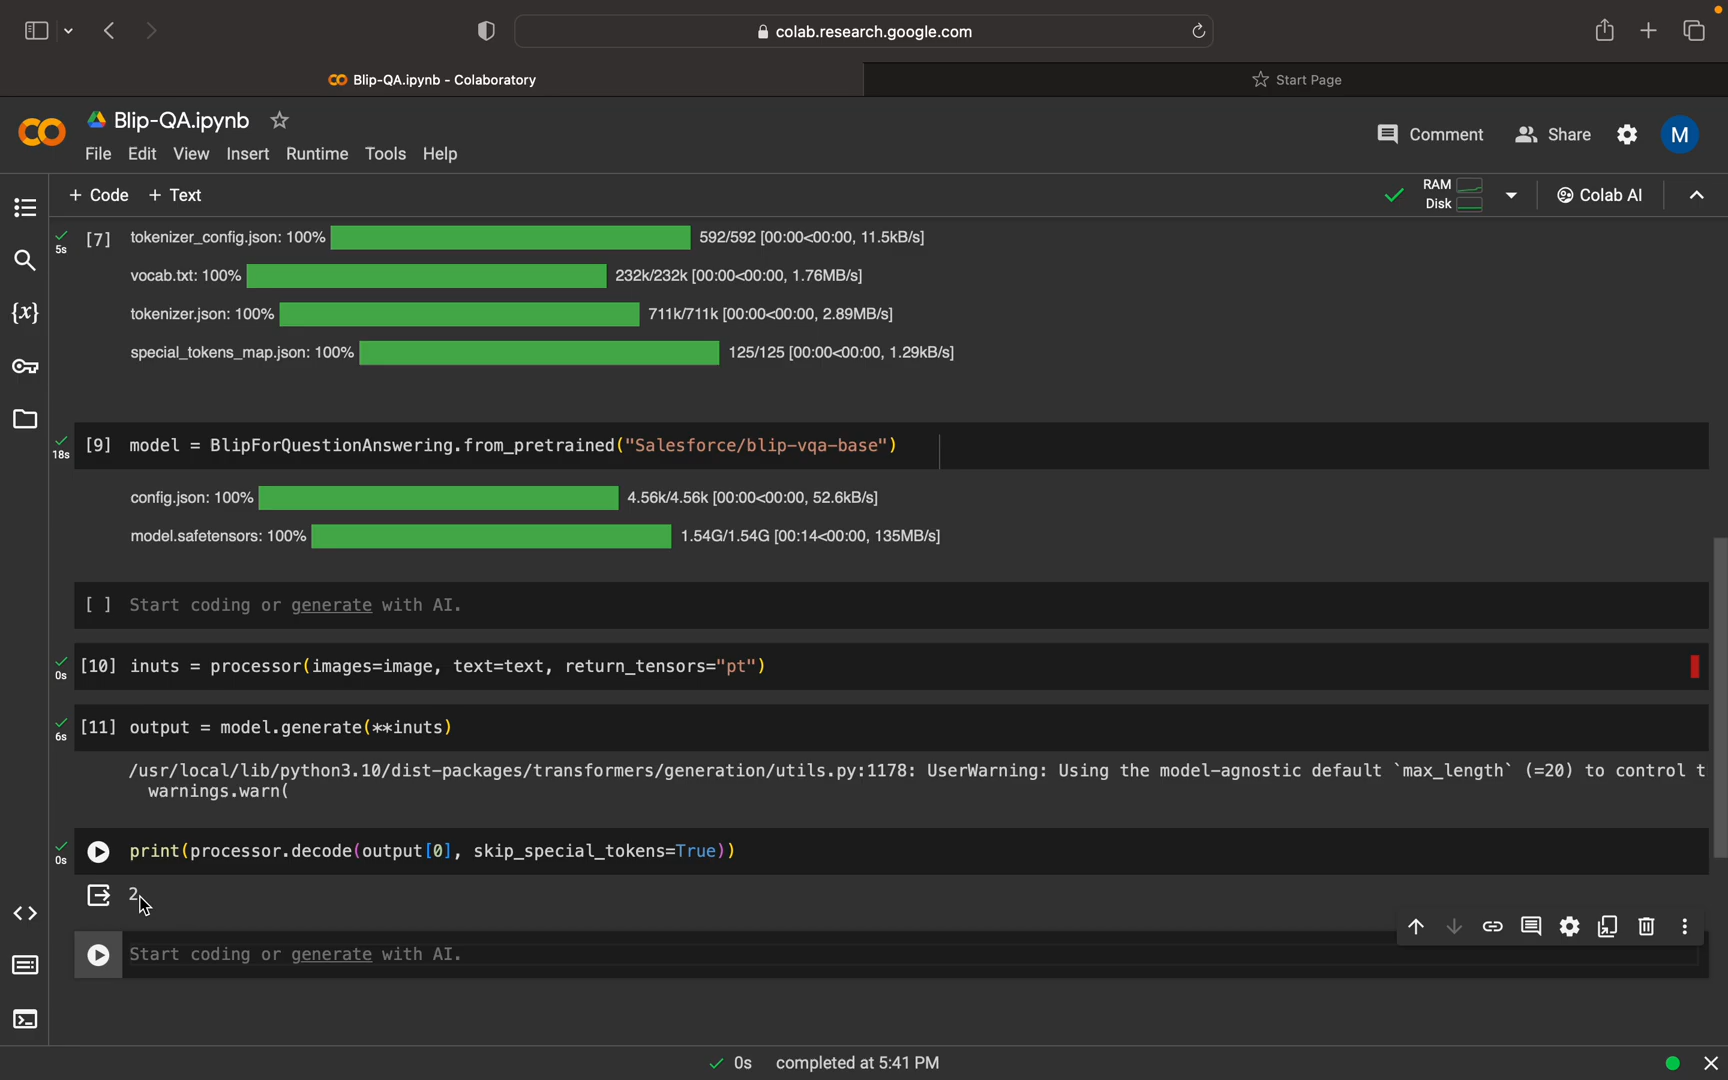 colab.research.google.com
Blip-QA.ipynb - Colaboratory
Start Page
Blip-QA.ipynb
File Edit View Insert Runtime Tools Help
Comment
Share
M
+ Code + Text
RAM
Disk
Colab AI
5s
[7] tokenizer_config.json: 100% 592/592 [00:00<00:00, 11.5kB/s]
vocab.txt: 100% 232k/232k [00:00<00:00, 1.76MB/s]
tokenizer.json: 100% 711k/711k [00:00<00:00, 2.89MB/s]
special_tokens_map.json: 100% 125/125 [00:00<00:00, 1.29kB/s]
{x}
18s
[9] model = BlipForQuestionAnswering.from_pretrained("Salesforce/blip-vqa-base")
config.json: 100% 4.56k/4.56k [00:00<00:00, 52.6kB/s]
model.safetensors: 100% 1.54G/1.54G [00:14<00:00, 135MB/s]
[ ] Start coding or generate with AI.
0s
[10] inuts = processor(images=image, text=text, return_tensors="pt")
6s
[11] output = model.generate(**inuts)
/usr/local/lib/python3.10/dist-packages/transformers/generation/utils.py:1178: UserWarning: Using the model-agnostic default `max_length` (=20) to control t
warnings.warn(
0s
print(processor.decode(output[0], skip_special_tokens=True))
2
Start coding or generate with AI.
0s completed at 5:41 PM